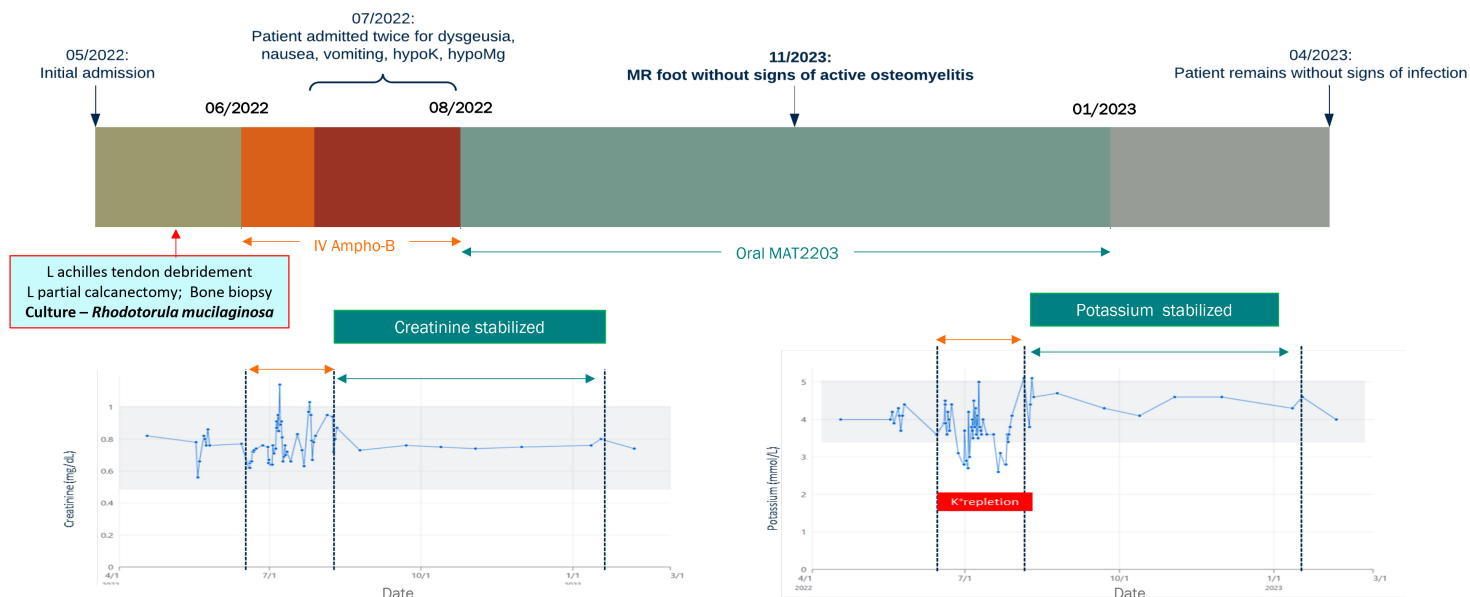 07/2022:
Patient admitted twice for dysgeusia,
nausea, vomiting, hypoK, hypoMg
05/2022:
Initial admission
11/2023:
MR foot without signs of active osteomyelitis
04/2023:
Patient remains without signs of infection
06/2022
08/2022
01/2023
IV Ampho-B
Oral MAT2203
L achilles tendon debridement
L partial calcanectomy; Bone biopsy
Culture – Rhodotorula mucilaginosa
Creatinine stabilized
Creatinine (mg/dL)
1
0.8
0.6
0.4
0.2
0
4/1
7/1
10/1
1/1
3/1
Date
Potassium stabilized
Potassium (mmol/L)
5
4
3
2
1
0
K⁺repletion
4/1
7/1
10/1
1/1
3/1
2022
2023
Date